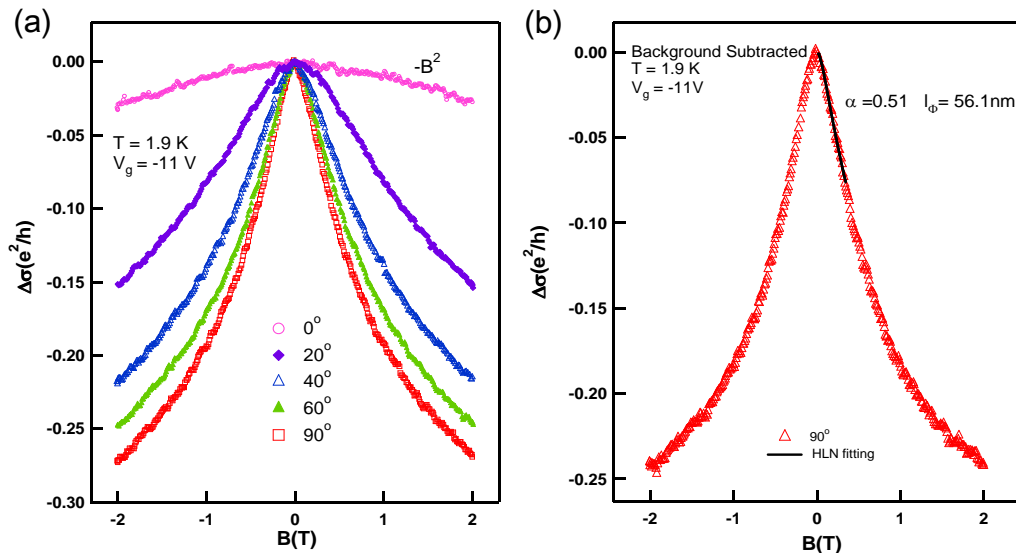 (a)
0.00
-0.05
-0.10
-0.15
-0.20
-0.25
-0.30
Δσ(e²/h)
-B²
T = 1.9 K
V_g = -11 V
0°
20°
40°
60°
90°
-2
-1
0
1
2
B(T)
(b)
0.00
-0.05
-0.10
-0.15
-0.20
-0.25
Δσ(e²/h)
Background Subtracted
T = 1.9 K
V_g = -11V
α =0.51 l_Φ= 56.1nm
90°
HLN fitting
-2
-1
0
1
2
B(T)